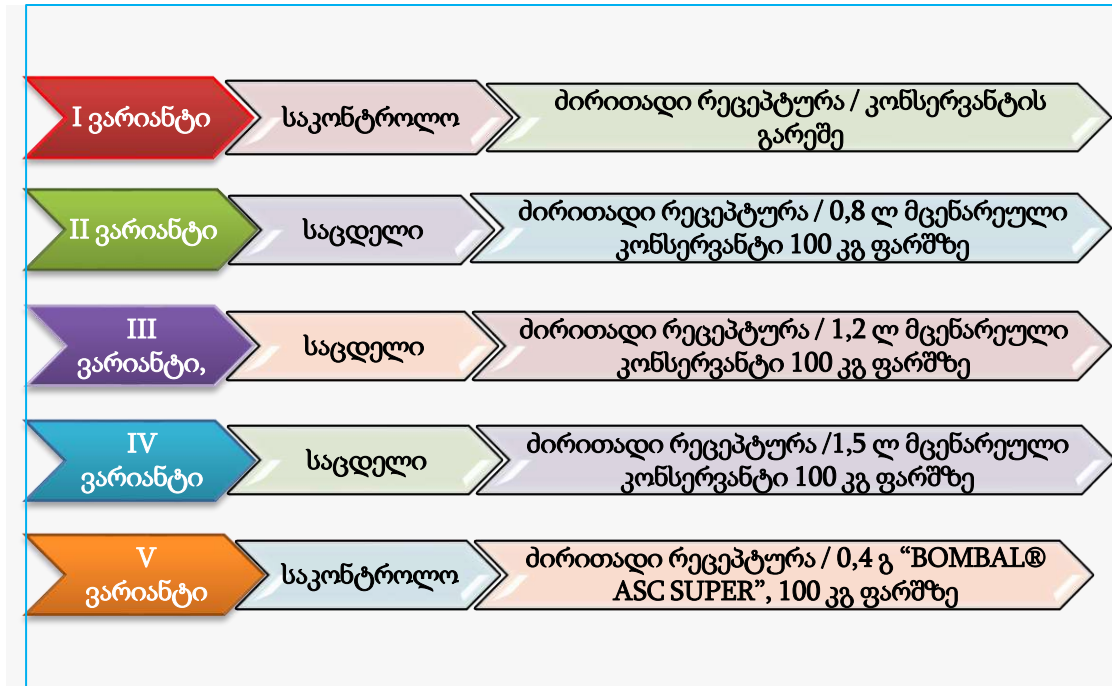 I ვარიანტი
საკონტროლო
ძირითადი რეცეპტურა / კონსერვანტის
გარეშე
II ვარიანტი
საცდელი
ძირითადი რეცეპტურა / 0,8 ლ მცენარეული
კონსერვანტი 100 კგ ფარშზე
III
ვარიანტი,
საცდელი
ძირითადი რეცეპტურა / 1,2 ლ მცენარეული
კონსერვანტი 100 კგ ფარშზე
IV
ვარიანტი
საცდელი
ძირითადი რეცეპტურა /1,5 ლ მცენარეული
კონსერვანტი 100 კგ ფარშზე
V
ვარიანტი
საკონტროლო
ძირითადი რეცეპტურა / 0,4 გ “BOMBAL®
ASC SUPER”, 100 კგ ფარშზე